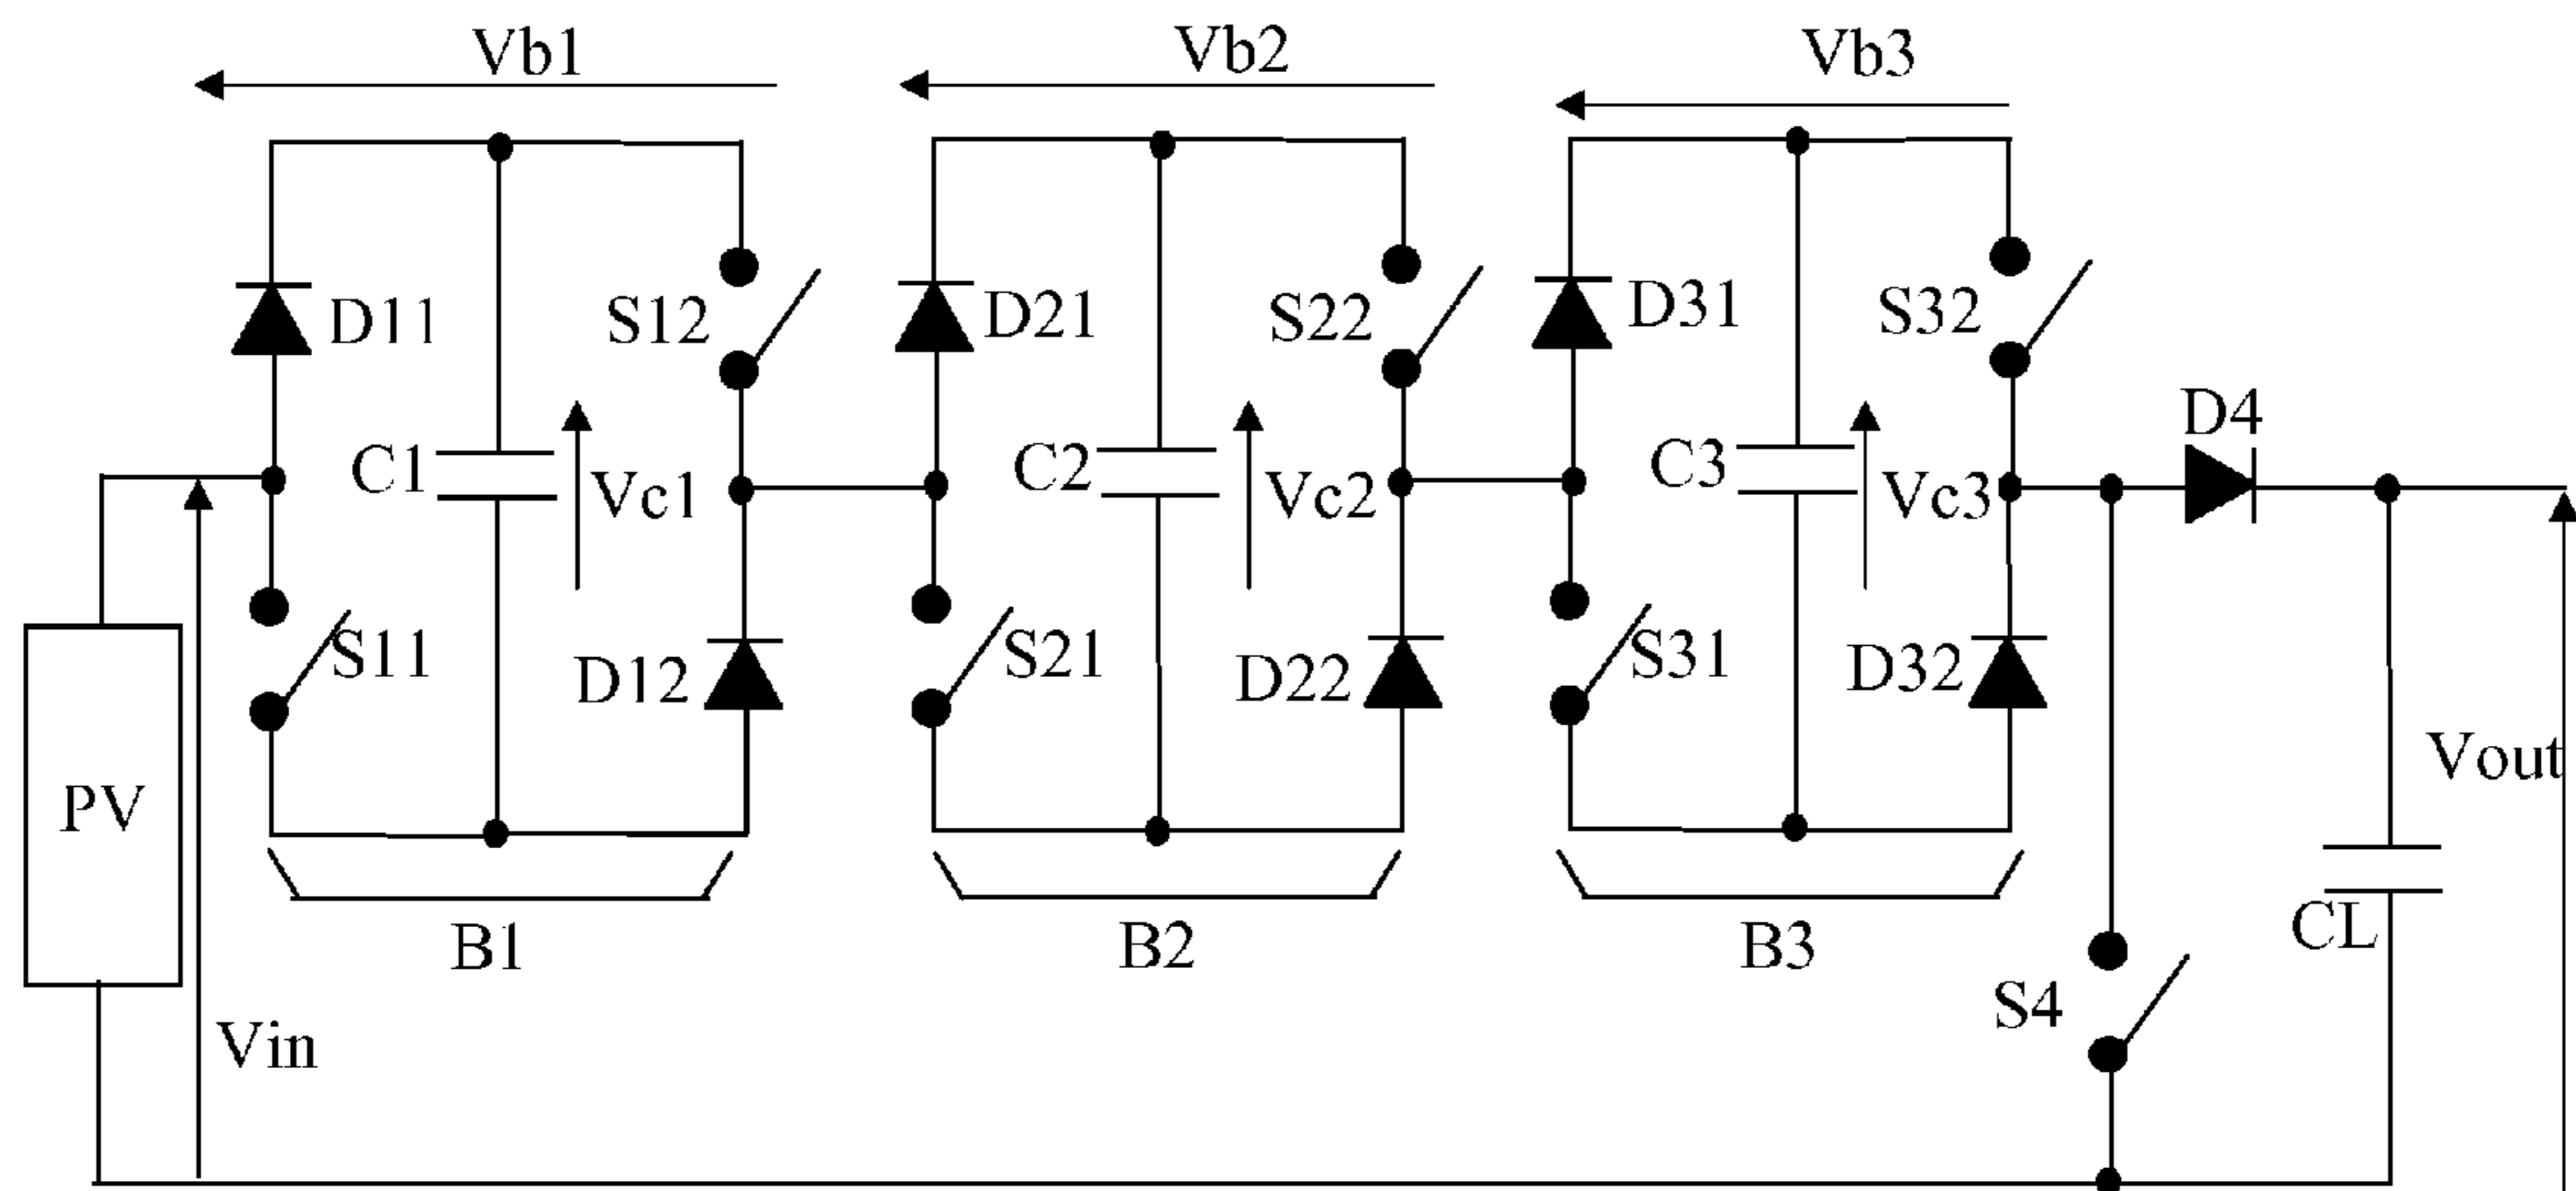 Vb1
Vb2
Vb3
D11
S12
D21
S22
D31
S32
D4
C1
Vc1
C2
Vc2
C3
Vc3
S11
D12
S21
D22
S31
D32
PV
Vout
B1
B2
B3
CL
S4
Vin